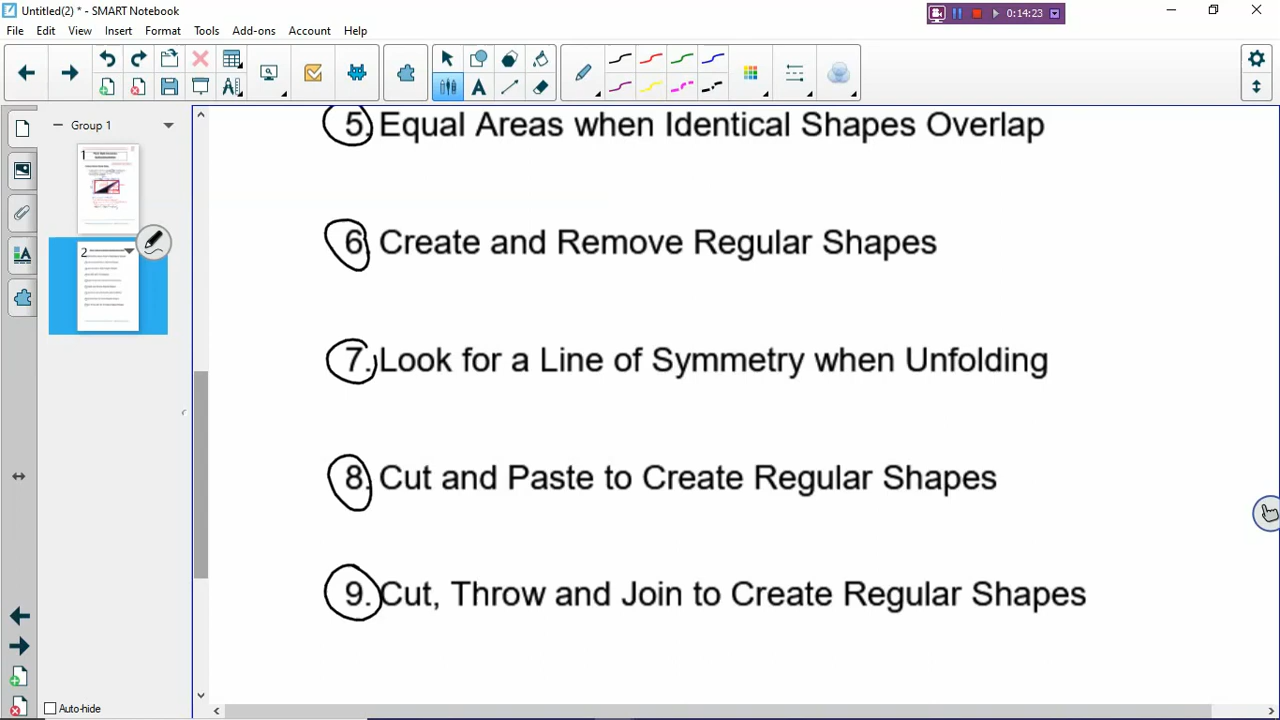 Untitled(2) * - SMART Notebook
0:14:23
File Edit View Insert Format Tools Add-ons Account Help
Group 1
1
2
5. Equal Areas when Identical Shapes Overlap
6. Create and Remove Regular Shapes
7. Look for a Line of Symmetry when Unfolding
8. Cut and Paste to Create Regular Shapes
9. Cut, Throw and Join to Create Regular Shapes
Auto-hide